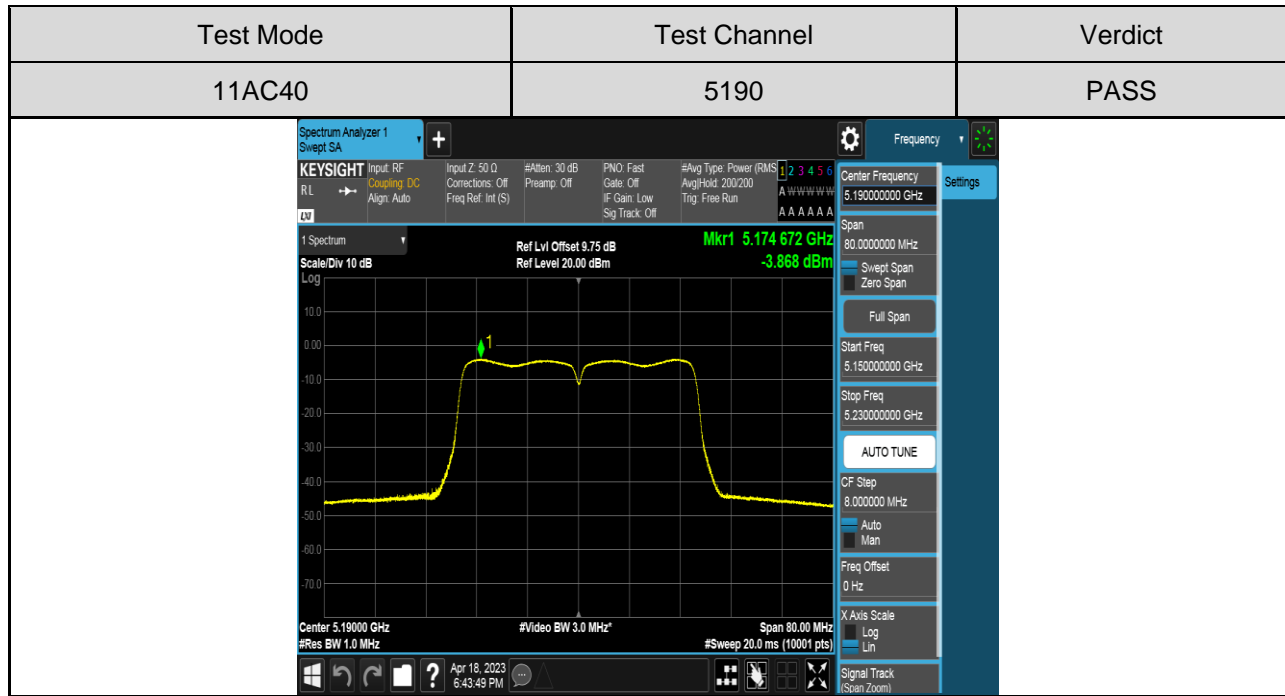 Test Mode Test Channel Verdict
11AC40 5190 PASS
Spectrum Analyzer 1
Swept SA
+
Frequency
KEYSIGHT
RL
LXI
Input: RF
Coupling: DC
Align: Auto
Input Z: 50 Ω
Corrections: Off
Freq Ref: Int (S)
#Atten: 30 dB
Preamp: Off
PNO: Fast
Gate: Off
IF Gain: Low
Sig Track: Off
#Avg Type: Power (RMS
Avg|Hold: 200/200
Trig: Free Run
1 2 3 4 5 6
A W W W W W
A A A A A A
1 Spectrum
Scale/Div 10 dB
Ref Lvl Offset 9.75 dB
Ref Level 20.00 dBm
Mkr1 5.174 672 GHz
-3.868 dBm
Log
10.0
0.00
-10.0
-20.0
-30.0
-40.0
-50.0
-60.0
-70.0
1
Center 5.19000 GHz
#Res BW 1.0 MHz
#Video BW 3.0 MHz*
Span 80.00 MHz
#Sweep 20.0 ms (10001 pts)
?
Apr 18, 2023
6:43:49 PM
Center Frequency
5.190000000 GHz
Settings
Span
80.0000000 MHz
Swept Span
Zero Span
Full Span
Start Freq
5.150000000 GHz
Stop Freq
5.230000000 GHz
AUTO TUNE
CF Step
8.000000 MHz
Auto
Man
Freq Offset
0 Hz
X Axis Scale
Log
Lin
Signal Track
(Span Zoom)